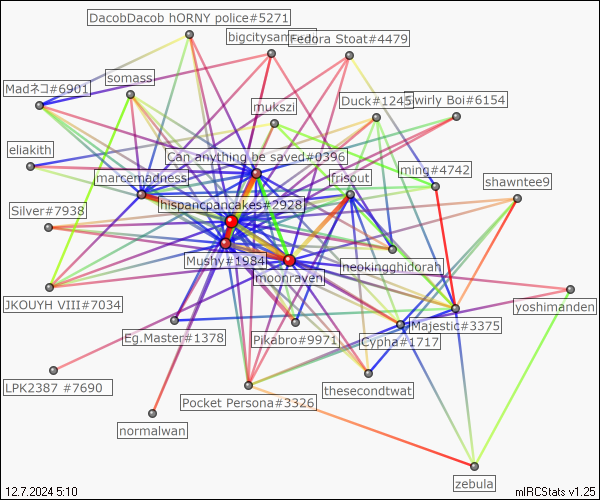 DacobDacob hORNY police#5271
bigcitysam
Fedora Stoat#4479
somass
Madネコ#6901
mukszi
Duck#1245
Swirly Boi#6154
eliakith
Can anything be saved#0396
marcemadness
frisout
ming#4742
shawntee9
Silver#7938
hispancpancakes#2928
Mushy#1984
moonraven
neokingghidorah
JKOUYH VIII#7034
yoshimanden
Eg.Master#1378
Pikabro#9971
Cypha#1717
Majestic#3375
LPK2387 #7690
thesecondtwat
Pocket Persona#3326
normalwan
zebula
12.7.2024 5:10
mIRCStats v1.25